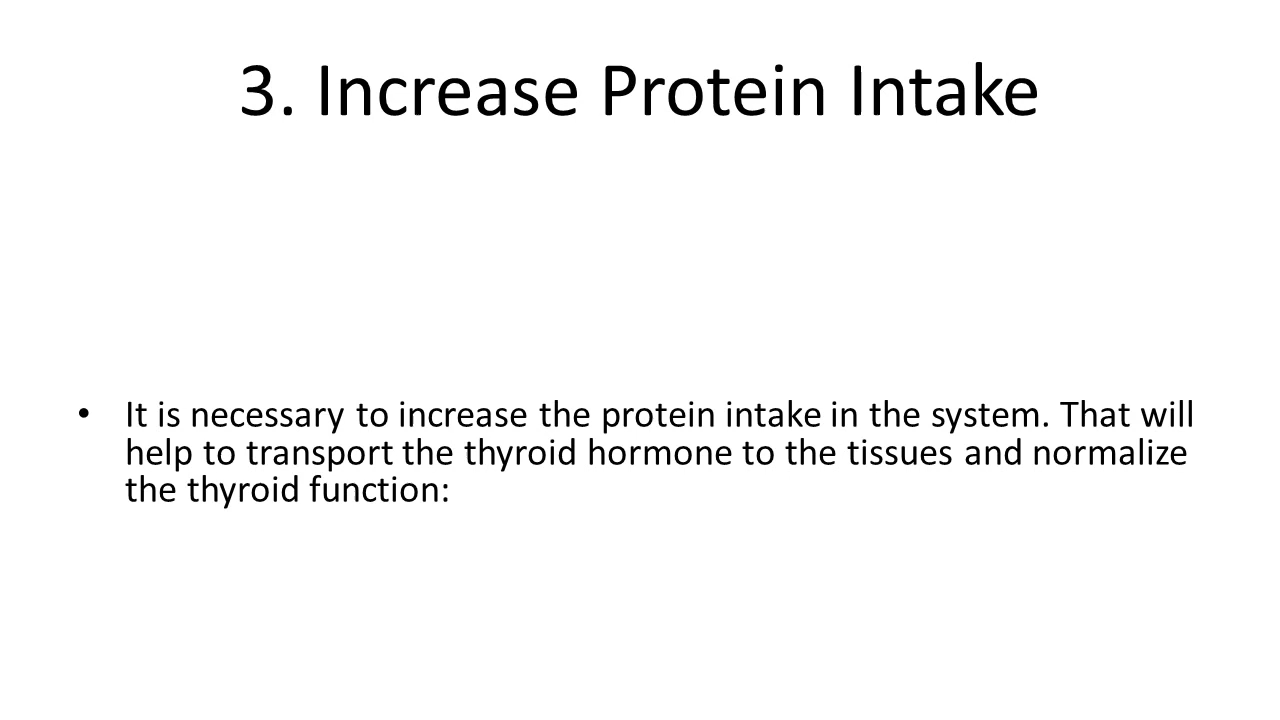 3. Increase Protein Intake
• It is necessary to increase the protein intake in the system. That will
help to transport the thyroid hormone to the tissues and normalize
the thyroid function: